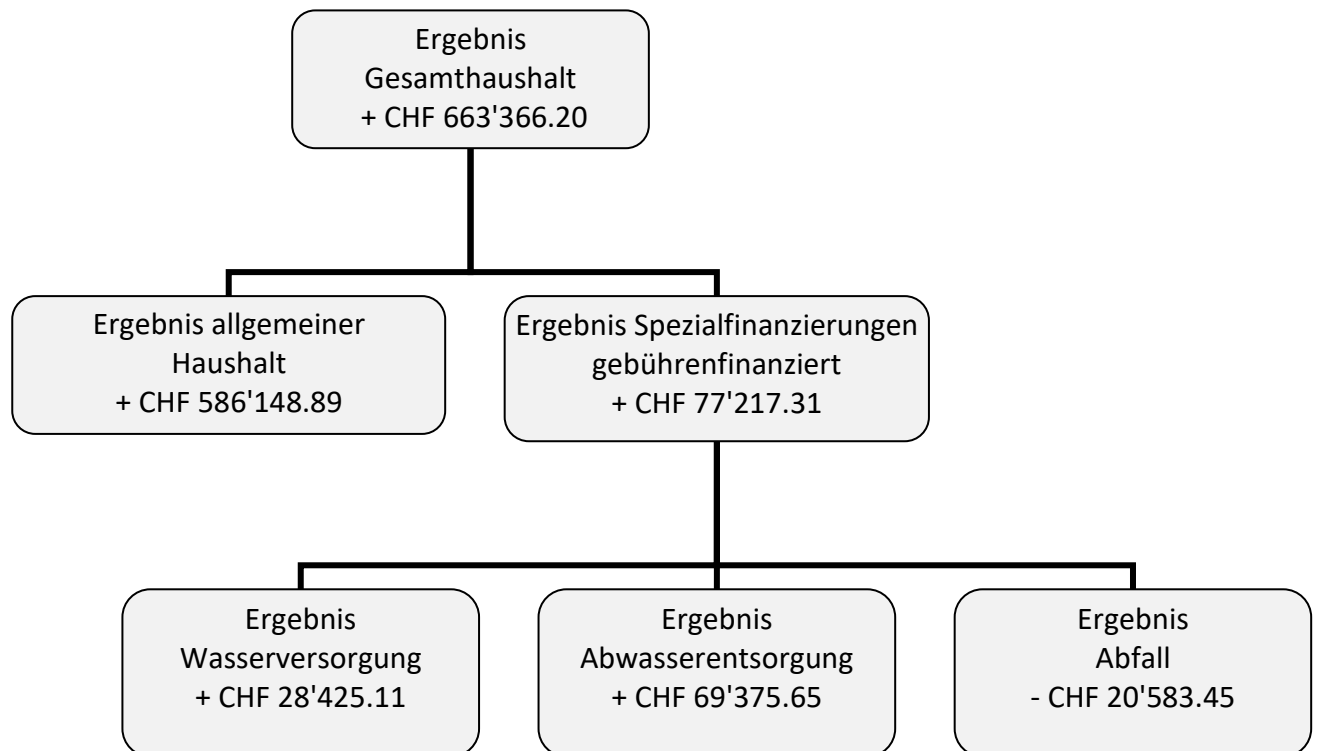 Ergebnis
Gesamthaushalt
+ CHF 663'366.20
Ergebnis allgemeiner
Haushalt
+ CHF 586'148.89
Ergebnis Spezialfinanzierungen
gebührenfinanziert
+ CHF 77'217.31
Ergebnis
Wasserversorgung
+ CHF 28'425.11
Ergebnis
Abwasserentsorgung
+ CHF 69'375.65
Ergebnis
Abfall
- CHF 20'583.45